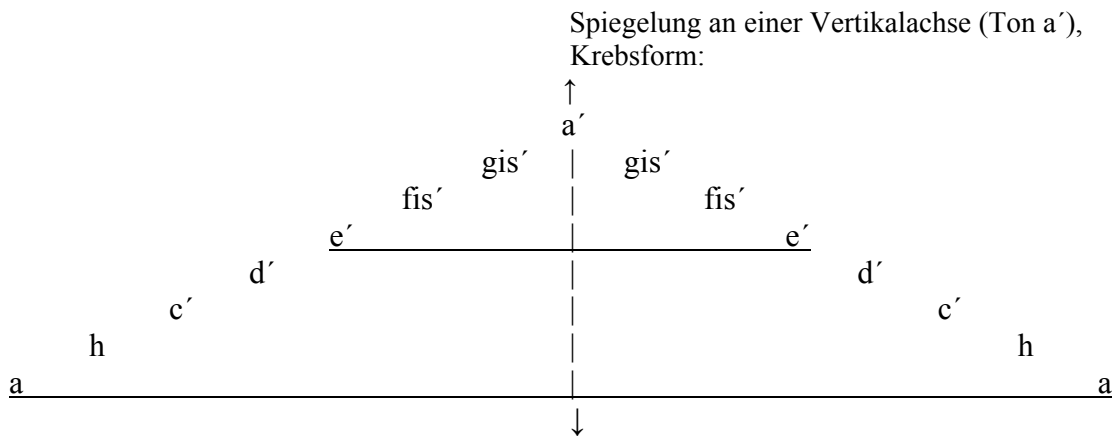 Spiegelung an einer Vertikalachse (Ton a´),
Krebsform:
↑
a´
gis´ gis´
fis´ fis´
e´ e´
d´ d´
c´ c´
h h
a a
↓